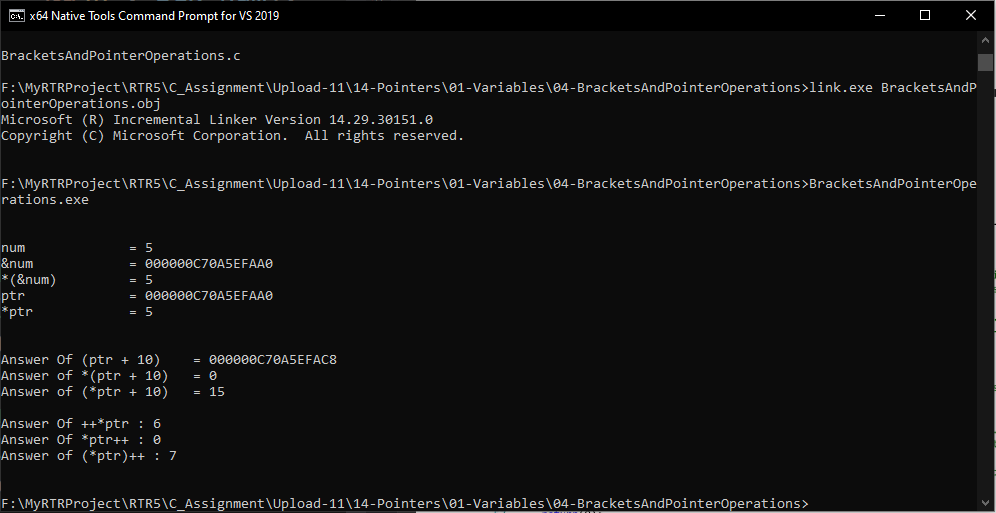 x64 Native Tools Command Prompt for VS 2019
BracketsAndPointerOperations.c
F:\MyRTRProject\RTR5\C_Assignment\Upload-11\14-Pointers\01-Variables\04-BracketsAndPointerOperations>link.exe BracketsAndP
ointerOperations.obj
Microsoft (R) Incremental Linker Version 14.29.30151.0
Copyright (C) Microsoft Corporation.  All rights reserved.
F:\MyRTRProject\RTR5\C_Assignment\Upload-11\14-Pointers\01-Variables\04-BracketsAndPointerOperations>BracketsAndPointerOpe
rations.exe
num             = 5
&num            = 000000C70A5EFAA0
*(&num)         = 5
ptr             = 000000C70A5EFAA0
*ptr            = 5
Answer Of (ptr + 10)    = 000000C70A5EFAC8
Answer of *(ptr + 10)   = 0
Answer of (*ptr + 10)   = 15
Answer Of ++*ptr : 6
Answer Of *ptr++ : 0
Answer of (*ptr)++ : 7
F:\MyRTRProject\RTR5\C_Assignment\Upload-11\14-Pointers\01-Variables\04-BracketsAndPointerOperations>